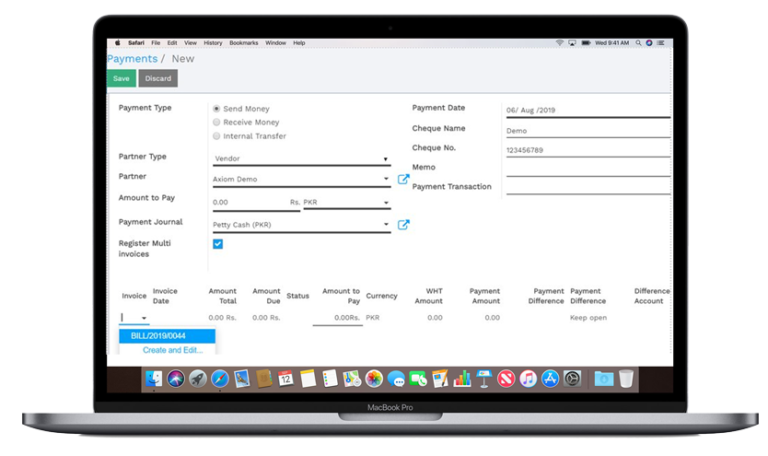 Safari File Edit View History Bookmarks Window Help Wed 9:41 AM
Payments / New
Save Discard
Payment Type
Send Money
Receive Money
Internal Transfer
Partner Type Vendor
Partner Axiom Demo
Amount to Pay 0.00 Rs. PKR
Payment Journal Petty Cash (PKR)
Register Multi
invoices
Payment Date 06/ Aug /2019
Cheque Name Demo
Cheque No. 123456789
Memo
Payment Transaction
Invoice Invoice Date Amount Total Amount Due Status Amount to Pay Currency WHT Amount Payment Amount Payment Difference Payment Difference Difference Account
0.00 Rs. 0.00 Rs. 0.00Rs. PKR 0.00 0.00 Keep open
BILL/2019/0044
Create and Edit...
12
MacBook Pro